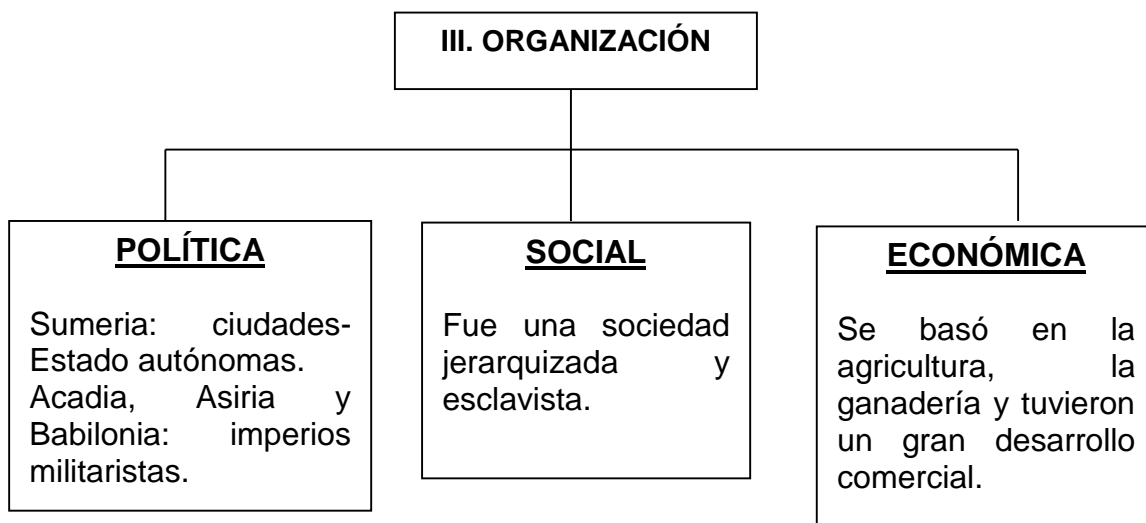 III. ORGANIZACIÓN
POLÍTICA
Sumeria: ciudades-
Estado autónomas.
Acadia, Asiria y
Babilonia: imperios
militaristas.
SOCIAL
Fue una sociedad
jerarquizada y
esclavista.
ECONÓMICA
Se basó en la
agricultura, la
ganadería y tuvieron
un gran desarrollo
comercial.